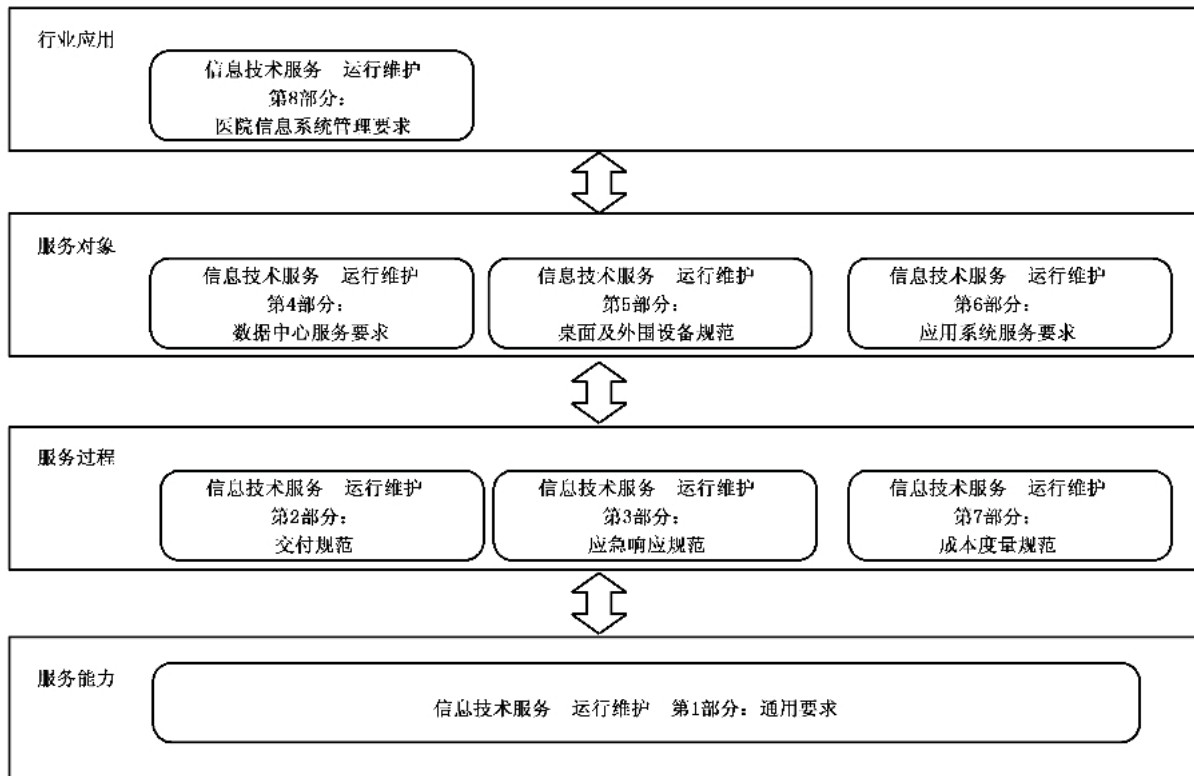 行业应用
信息技术服务 运行维护
第8部分：
医院信息系统管理要求
服务对象
信息技术服务 运行维护
第4部分：
数据中心服务要求
信息技术服务 运行维护
第5部分：
桌面及外围设备规范
信息技术服务 运行维护
第6部分：
应用系统服务要求
服务过程
信息技术服务 运行维护
第2部分：
交付规范
信息技术服务 运行维护
第3部分：
应急响应规范
信息技术服务 运行维护
第7部分：
成本度量规范
服务能力
信息技术服务 运行维护 第1部分：通用要求